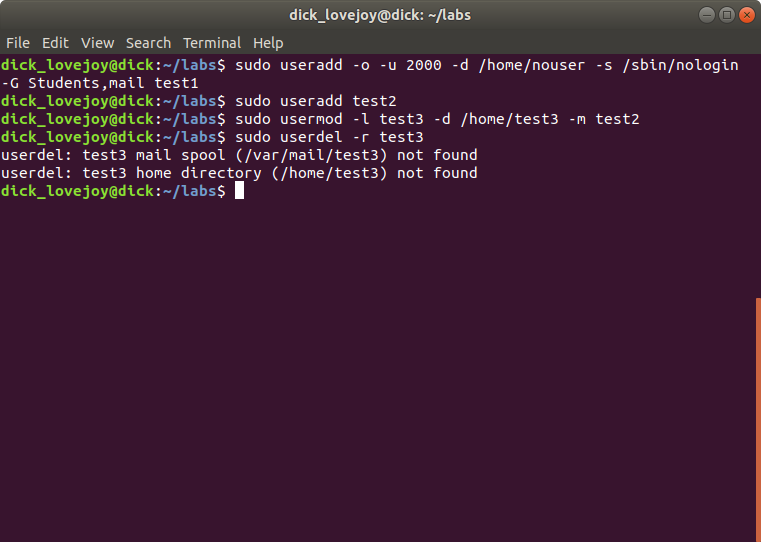 dick_lovejoy@dick: ~/labs
File Edit View Search Terminal Help
dick_lovejoy@dick:~/labs$ sudo useradd -o -u 2000 -d /home/nouser -s /sbin/nologin
-G Students,mail test1
dick_lovejoy@dick:~/labs$ sudo useradd test2
dick_lovejoy@dick:~/labs$ sudo usermod -l test3 -d /home/test3 -m test2
dick_lovejoy@dick:~/labs$ sudo userdel -r test3
userdel: test3 mail spool (/var/mail/test3) not found
userdel: test3 home directory (/home/test3) not found
dick_lovejoy@dick:~/labs$